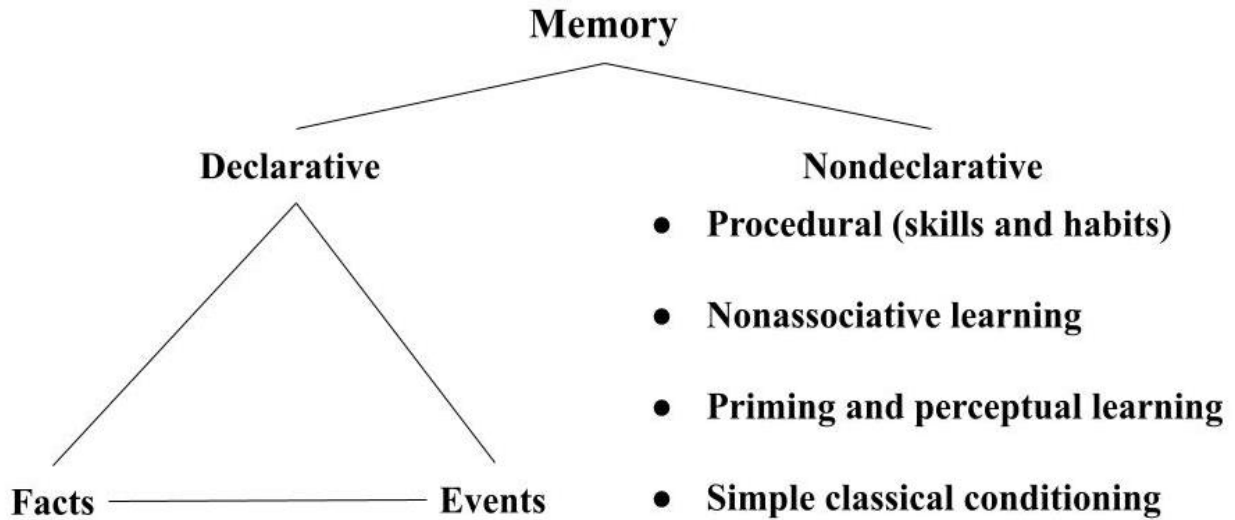 Memory
Declarative
Nondeclarative
● Procedural (skills and habits)
● Nonassociative learning
● Priming and perceptual learning
Facts
Events
● Simple classical conditioning